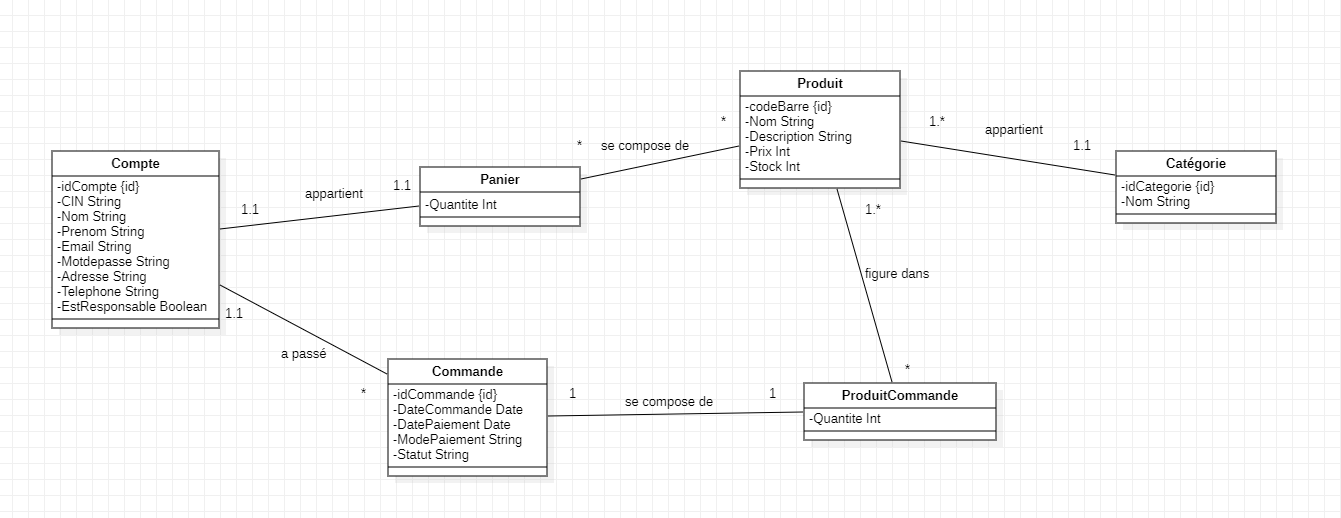 Compte
-idCompte {id}
-CIN String
-Nom String
-Prenom String
-Email String
-Motdepasse String
-Adresse String
-Telephone String
-EstResponsable Boolean
1.1
appartient
1.1
Panier
-Quantite Int
*
se compose de
*
Produit
-codeBarre {id}
-Nom String
-Description String
-Prix Int
-Stock Int
1.*
appartient
1.1
Catégorie
-idCategorie {id}
-Nom String
1.*
figure dans
*
1.1
a passé
*
Commande
-idCommande {id}
-DateCommande Date
-DatePaiement Date
-ModePaiement String
-Statut String
1
se compose de
1
ProduitCommande
-Quantite Int